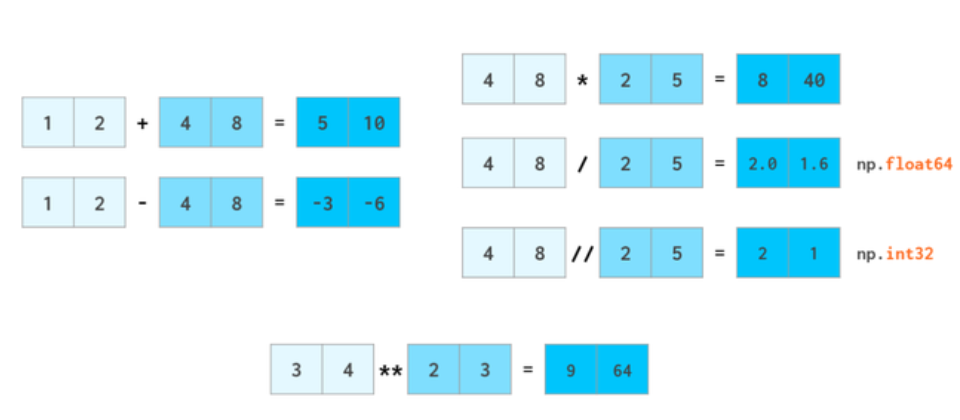 1 2 + 4 8 = 5 10
1 2 - 4 8 = -3 -6
4 8 * 2 5 = 8 40
4 8 / 2 5 = 2.0 1.6 np.float64
4 8 // 2 5 = 2 1 np.int32
3 4 ** 2 3 = 9 64